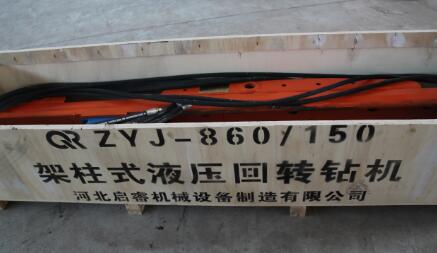 QR ZYJ-860/150
架柱式液压回转钻机
河北启睿机械设备制造有限公司